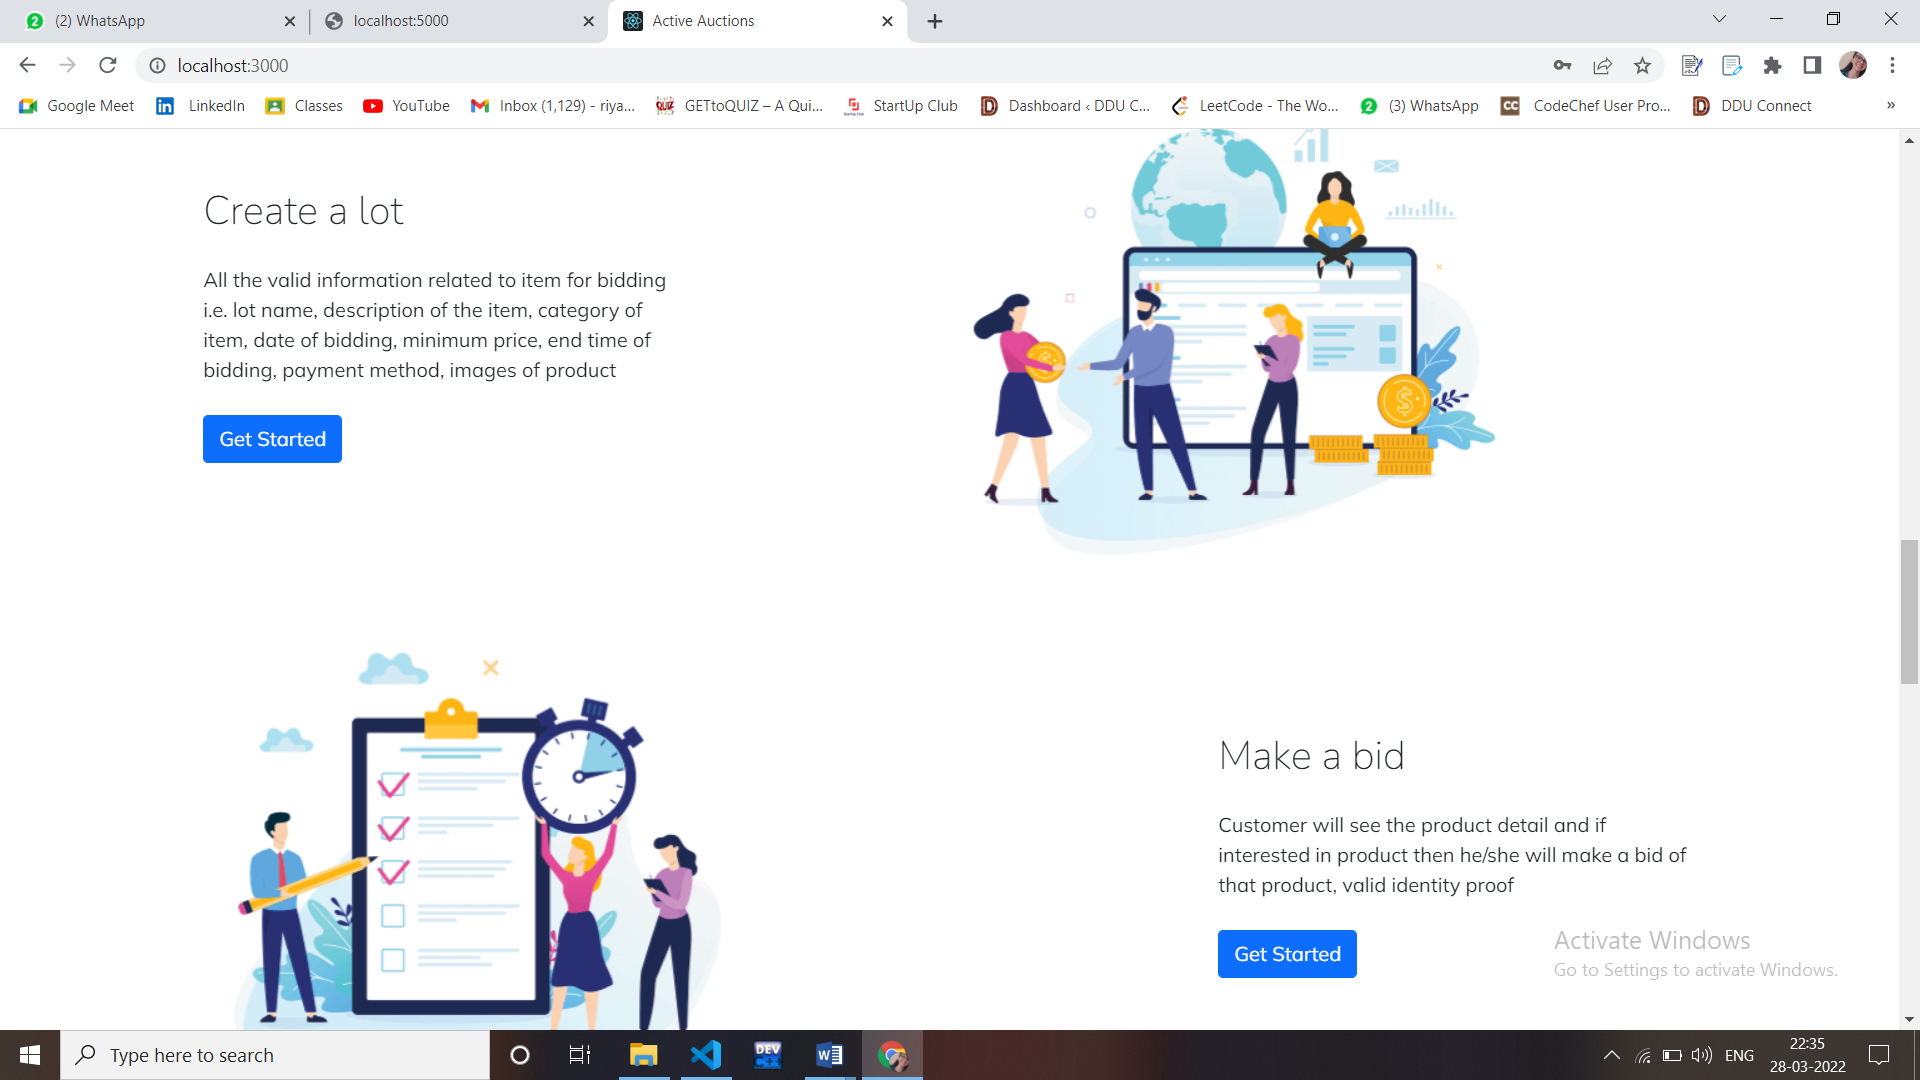 (2) WhatsApp
localhost:5000
Active Auctions
localhost:3000
Google Meet
LinkedIn
Classes
YouTube
Inbox (1,129) - riya...
GETtoQUIZ – A Qui...
StartUp Club
Dashboard ‹ DDU C...
LeetCode - The Wo...
(3) WhatsApp
CodeChef User Pro...
DDU Connect
»
Create a lot
All the valid information related to item for bidding
i.e. lot name, description of the item, category of
item, date of bidding, minimum price, end time of
bidding, payment method, images of product
Get Started
Make a bid
Customer will see the product detail and if
interested in product then he/she will make a bid of
that product, valid identity proof
Get Started
Activate Windows
Go to Settings to activate Windows.
Type here to search
DEV
C++
ENG
22:35
28-03-2022